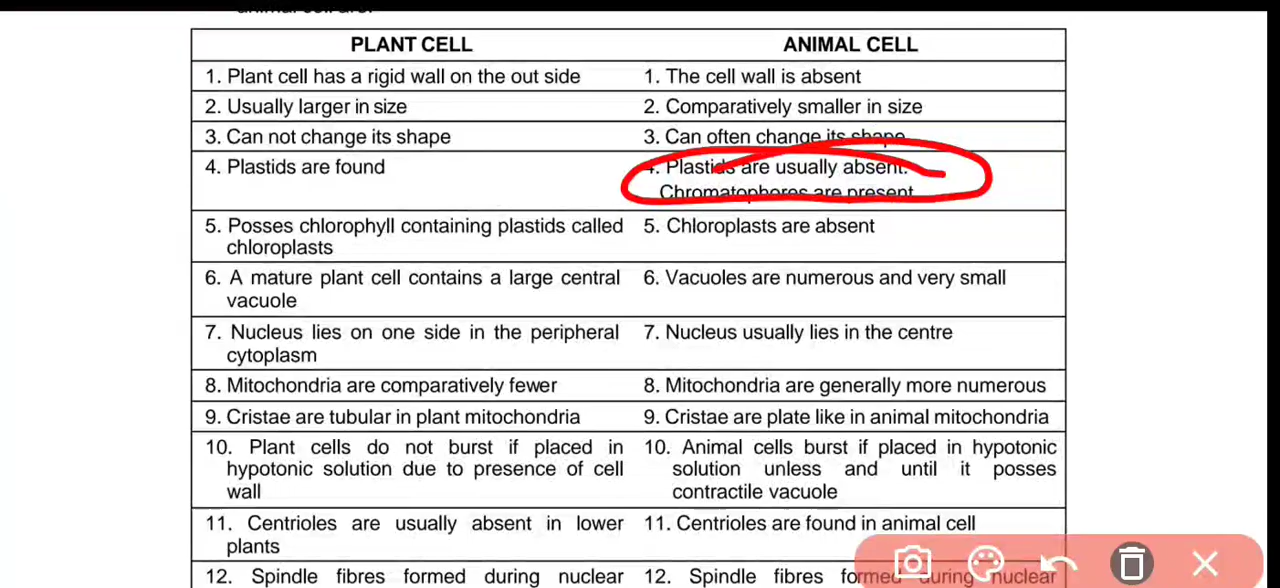 animal cell are:
PLANT CELL
ANIMAL CELL
1. Plant cell has a rigid wall on the out side
1. The cell wall is absent
2. Usually larger in size
2. Comparatively smaller in size
3. Can not change its shape
3. Can often change its shape
4. Plastids are found
4. Plastids are usually absent.
Chromatophores are present
5. Posses chlorophyll containing plastids called
chloroplasts
5. Chloroplasts are absent
6. A mature plant cell contains a large central
vacuole
6. Vacuoles are numerous and very small
7. Nucleus lies on one side in the peripheral
cytoplasm
7. Nucleus usually lies in the centre
8. Mitochondria are comparatively fewer
8. Mitochondria are generally more numerous
9. Cristae are tubular in plant mitochondria
9. Cristae are plate like in animal mitochondria
10. Plant cells do not burst if placed in
hypotonic solution due to presence of cell
wall
10. Animal cells burst if placed in hypotonic
solution unless and until it posses
contractile vacuole
11. Centrioles are usually absent in lower
plants
11. Centrioles are found in animal cell
12. Spindle fibres formed during nuclear
12. Spindle fibres formed during nuclear